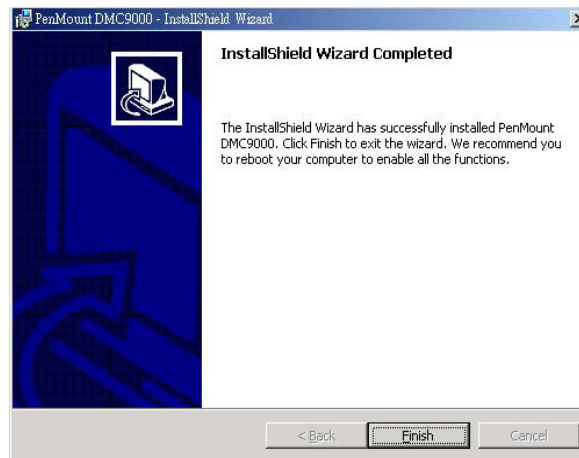 PenMount DMC9000 - InstallShield Wizard
InstallShield Wizard Completed
The InstallShield Wizard has successfully installed PenMount
DMC9000. Click Finish to exit the wizard. We recommend you
to reboot your computer to enable all the functions.
< Back
Finish
Cancel